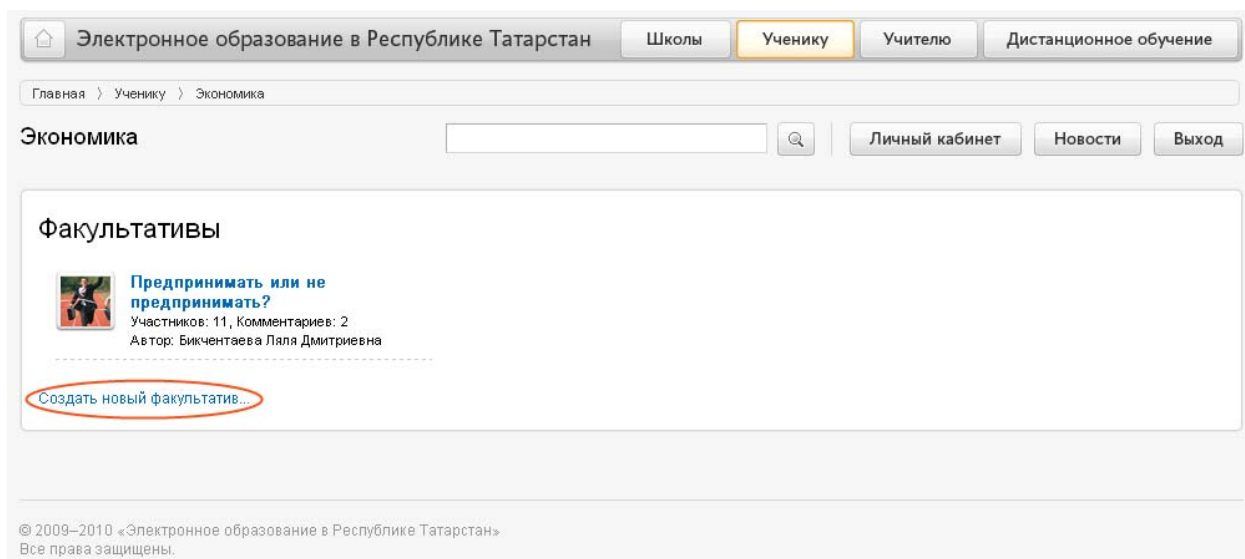 Электронное образование в Республике Татарстан
Школы
Ученику
Учителю
Дистанционное обучение
Главная 〉 Ученику 〉 Экономика
Экономика
Личный кабинет
Новости
Выход
Факультативы
Предпринимать или не
предпринимать?
Участников: 11, Комментариев: 2
Автор: Бикчентаева Ляля Дмитриевна
Создать новый факультатив...
© 2009–2010 «Электронное образование в Республике Татарстан»
Все права защищены.